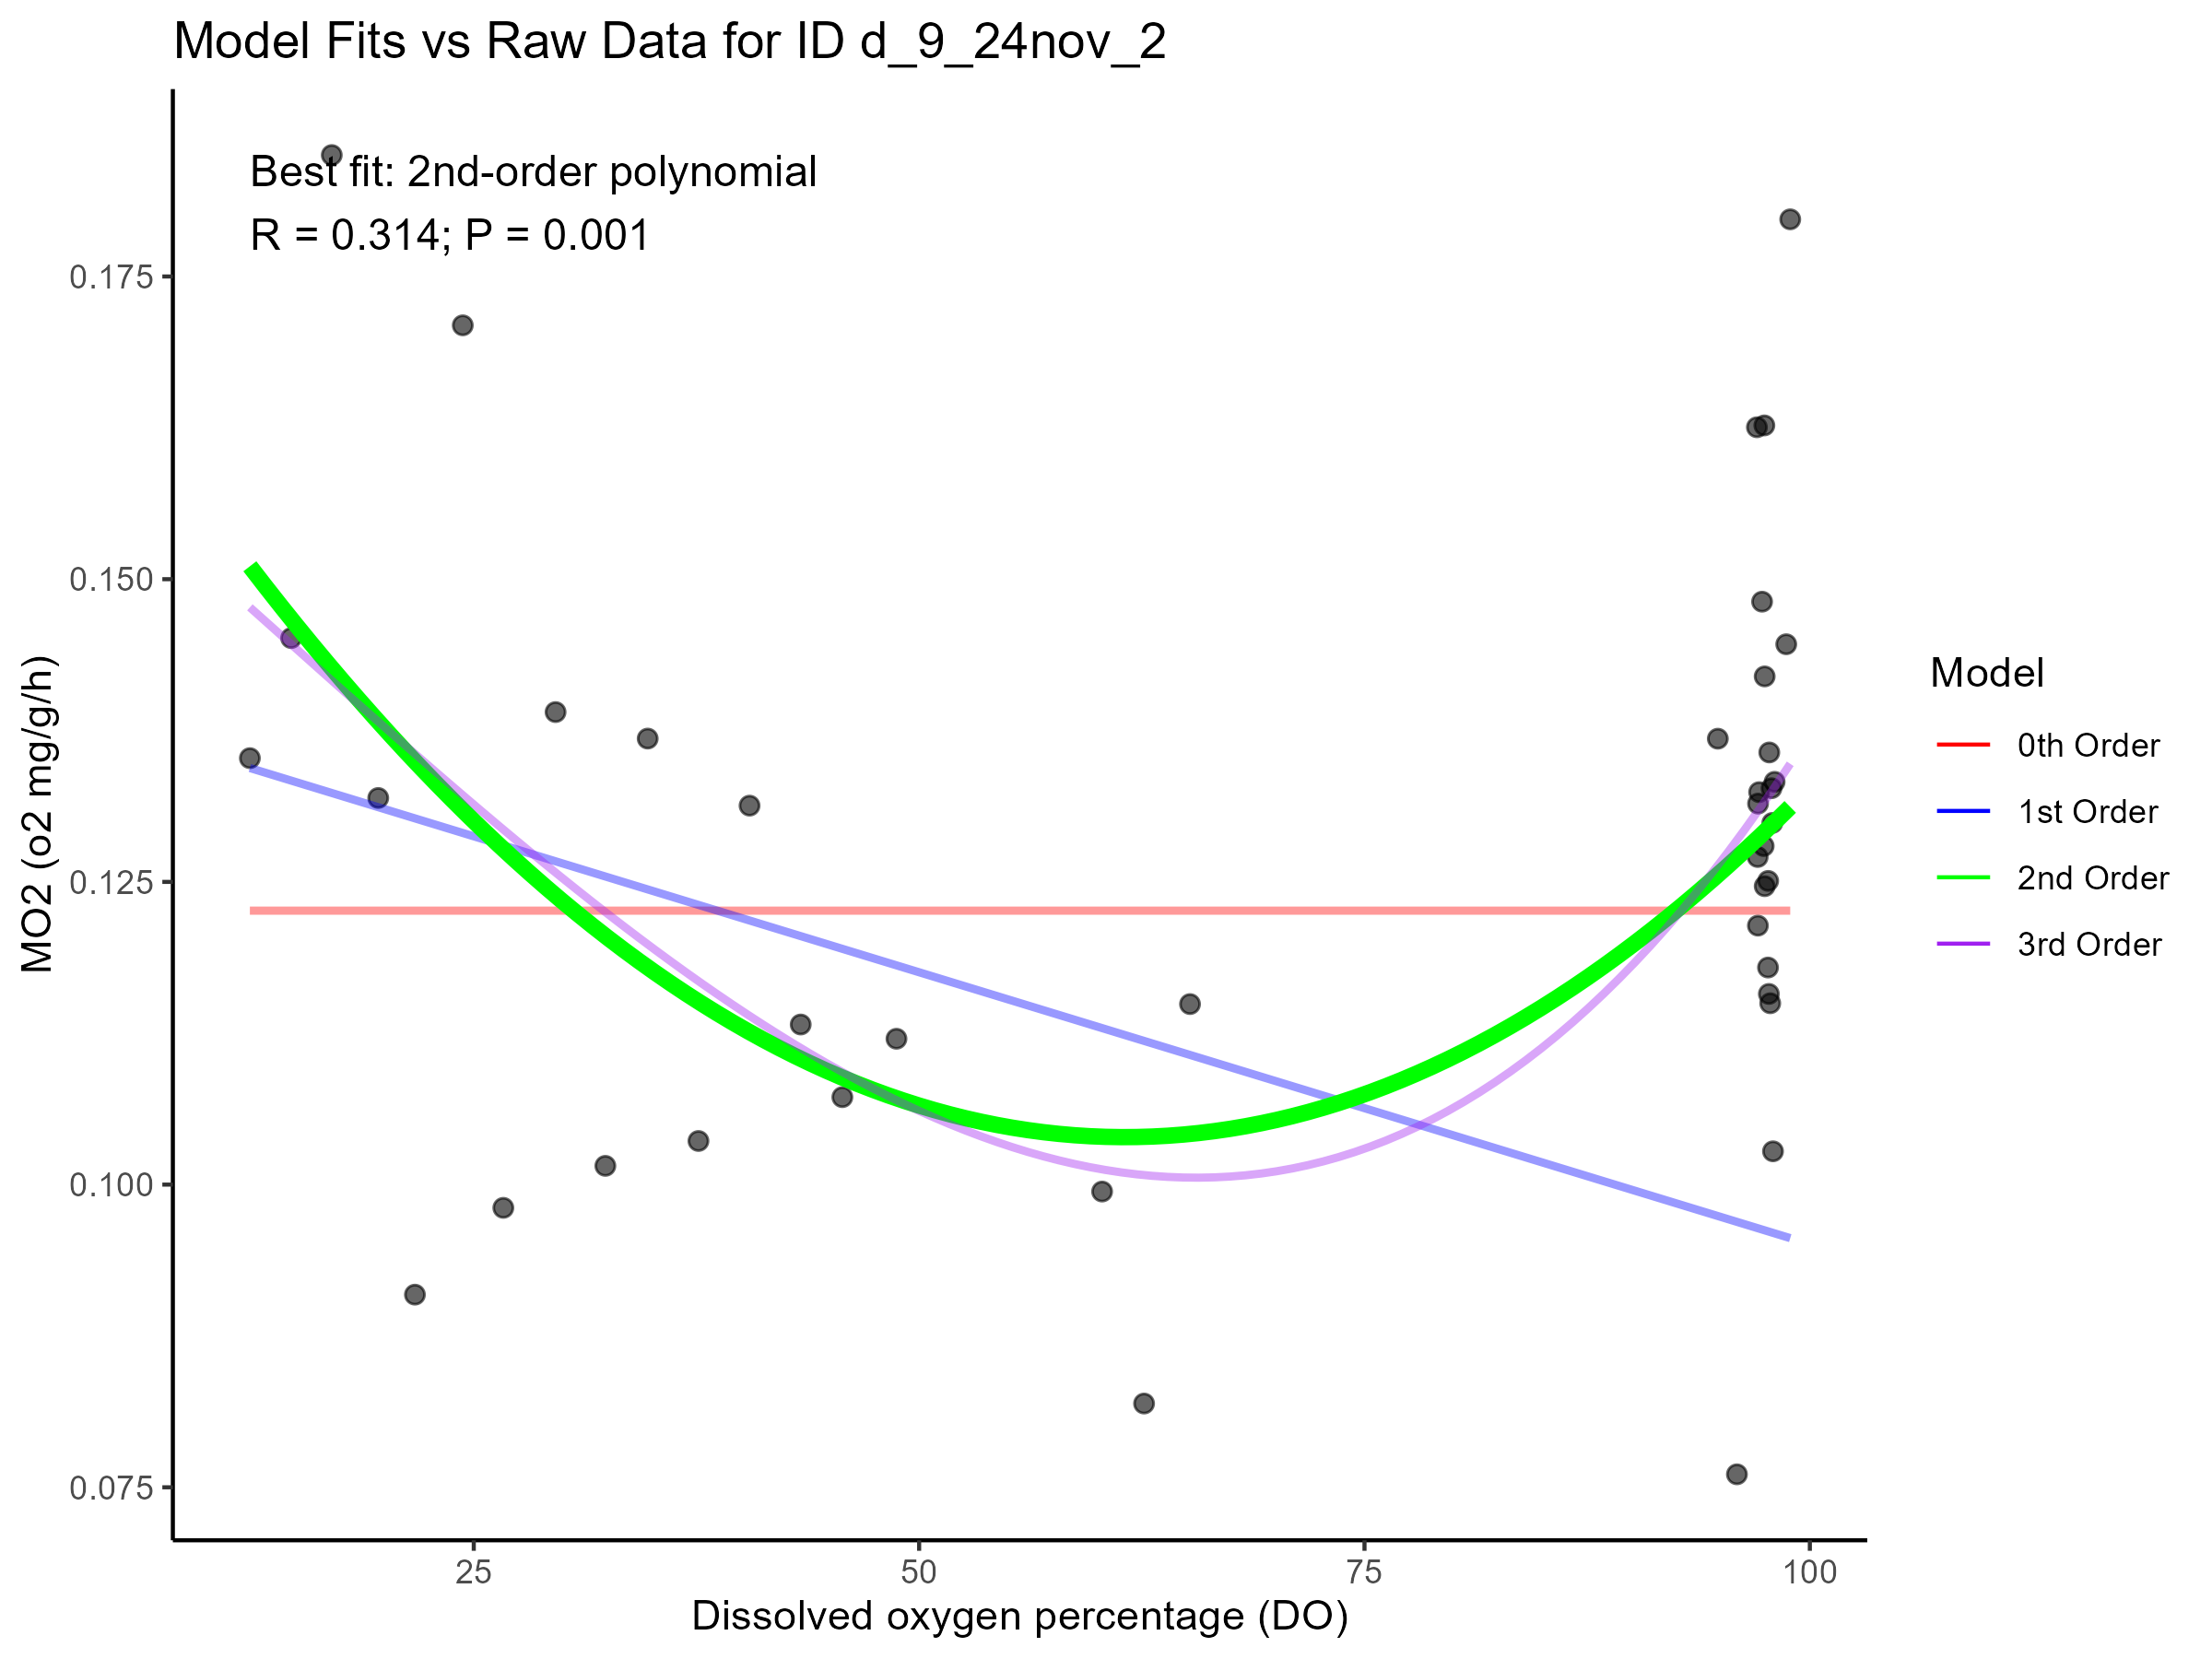 Model Fits vs Raw Data for ID d_9_24nov_2
Best fit: 2nd-order polynomial
R = 0.314; P = 0.001
0.175
0.150
0.125
0.100
0.075
MO2 (o2 mg/g/h)
25
50
75
100
Dissolved oxygen percentage (DO)
Model
0th Order
1st Order
2nd Order
3rd Order